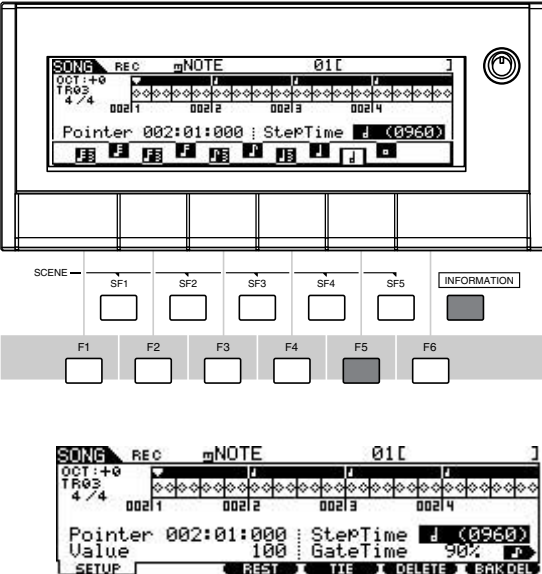 SONG REC mNOTE 01[ ]
OCT:+0
TR03
4/4
002|1 002|2 002|3 002|4
Pointer 002:01:000 StepTime (0960)
SCENE
SF1 SF2 SF3 SF4 SF5 INFORMATION
F1 F2 F3 F4 F5 F6
SONG REC mNOTE 01[ ]
OCT:+0
TR03
4/4
002|1 002|2 002|3 002|4
Pointer 002:01:000 StepTime (0960)
Value 100 GateTime 90%
SETUP REST TIE DELETE BAKDEL